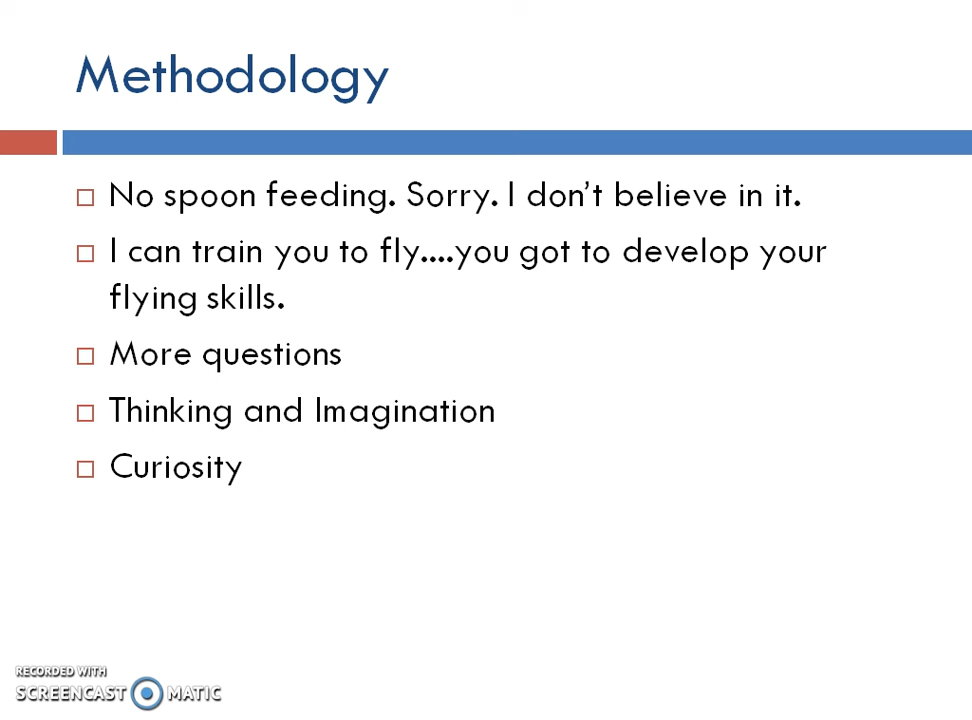 Methodology
No spoon feeding. Sorry. I don't believe in it.
I can train you to fly....you got to develop your
flying skills.
More questions
Thinking and Imagination
Curiosity
RECORDED WITH
SCREENCAST MATIC